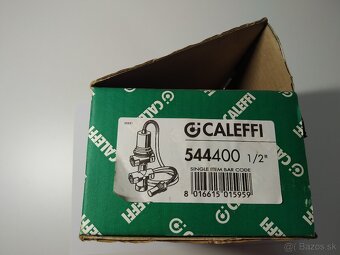 CALEFFI
CALEFFI
544400 1/2"
SINGLE ITEM BAR CODE
8 016615 015959
CALEFFI
Bazos.sk